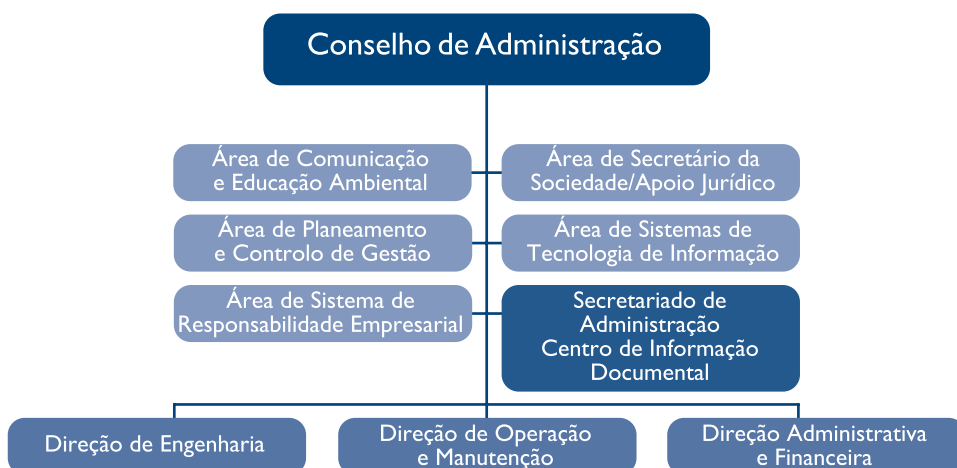 Conselho de Administração
Área de Comunicação
e Educação Ambiental
Área de Secretário da
Sociedade/Apoio Jurídico
Área de Planeamento
e Controlo de Gestão
Área de Sistemas de
Tecnologia de Informação
Área de Sistema de
Responsabilidade Empresarial
Secretariado de
Administração
Centro de Informação
Documental
Direção de Engenharia
Direção de Operação
e Manutenção
Direção Administrativa
e Financeira